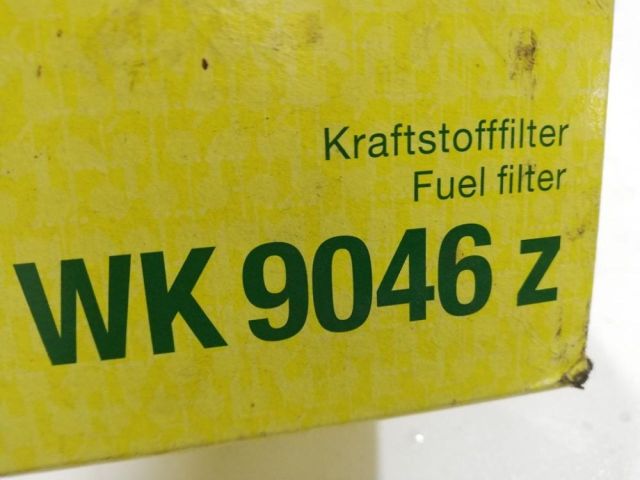 Kraftstofffilter
Fuel filter
WK 9046 z